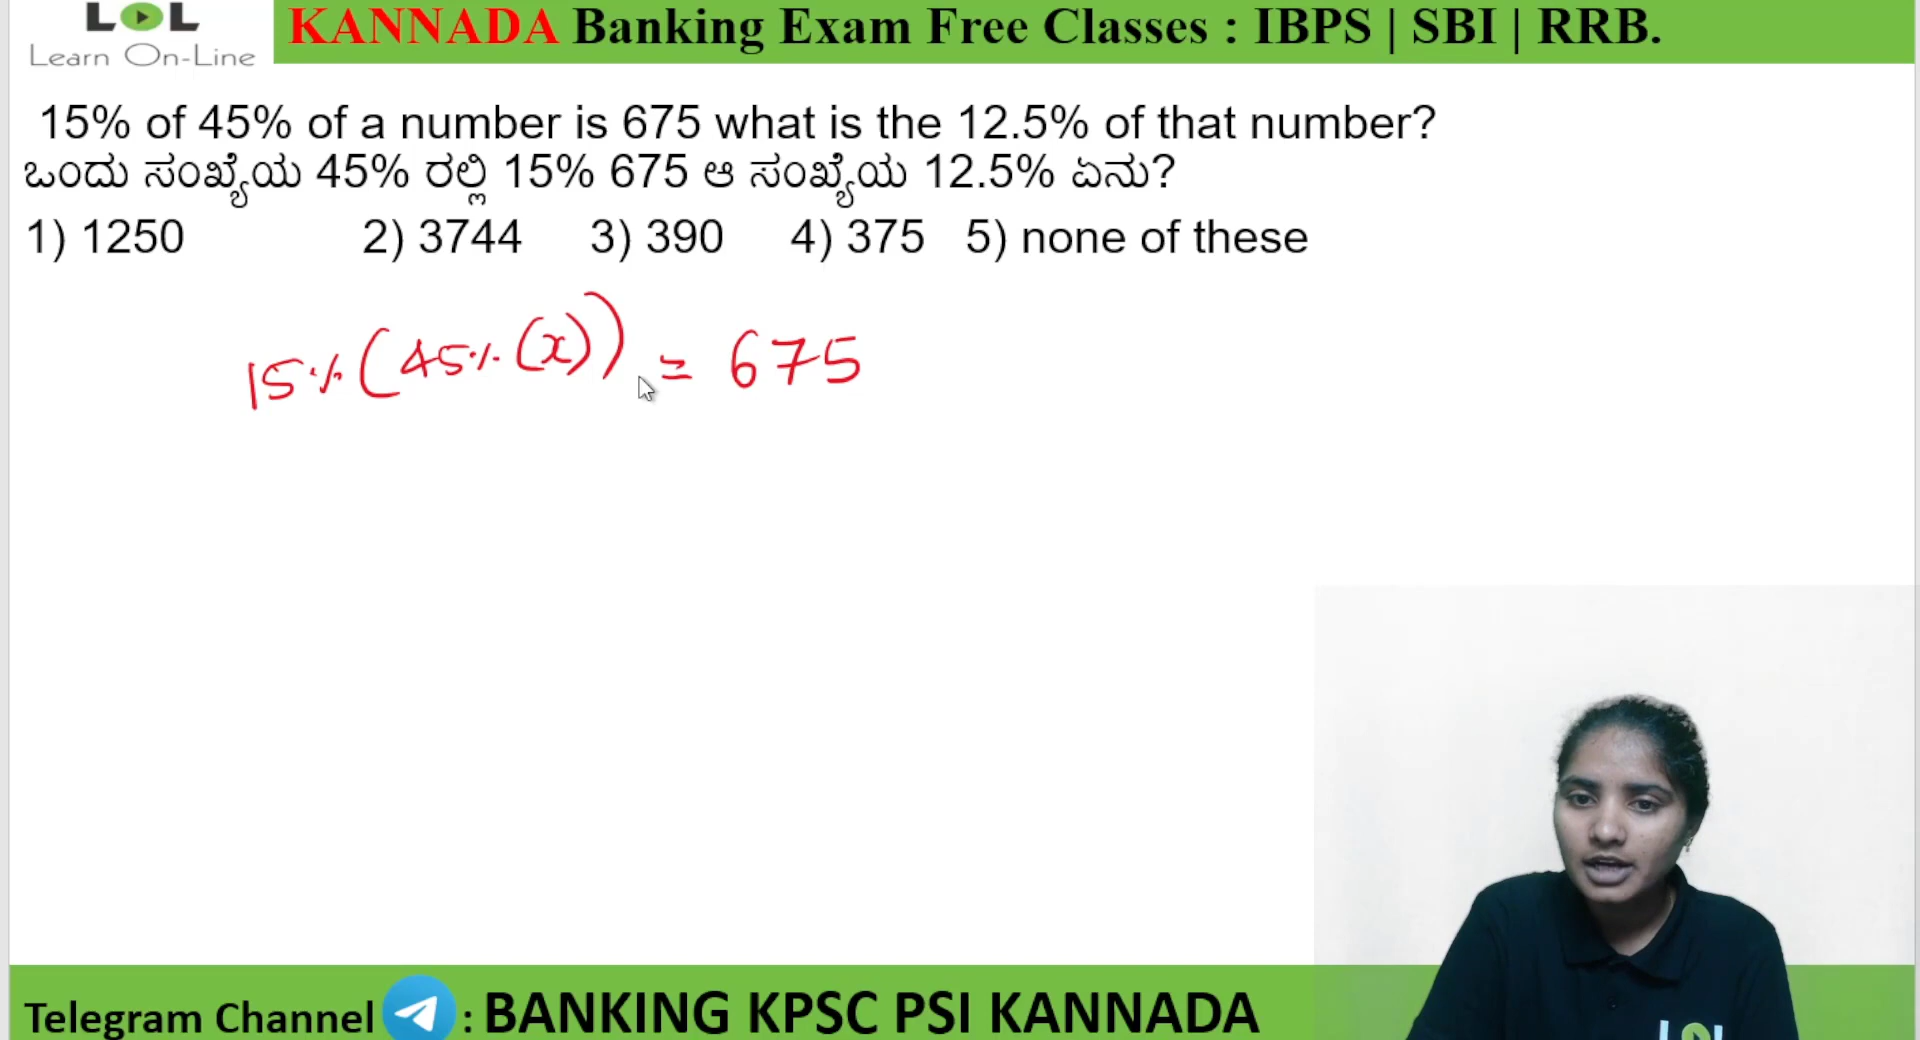 LOL
Learn On-Line
KANNADA Banking Exam Free Classes : IBPS | SBI | RRB.
15% of 45% of a number is 675 what is the 12.5% of that number?
ಒಂದು ಸಂಖ್ಯೆಯ 45% ರಲ್ಲಿ 15% 675 ಆ ಸಂಖ್ಯೆಯ 12.5% ಏನು?
1) 1250 2) 3744 3) 390 4) 375 5) none of these
15% (45% (x)) = 675
Telegram Channel : BANKING KPSC PSI KANNADA
LOL